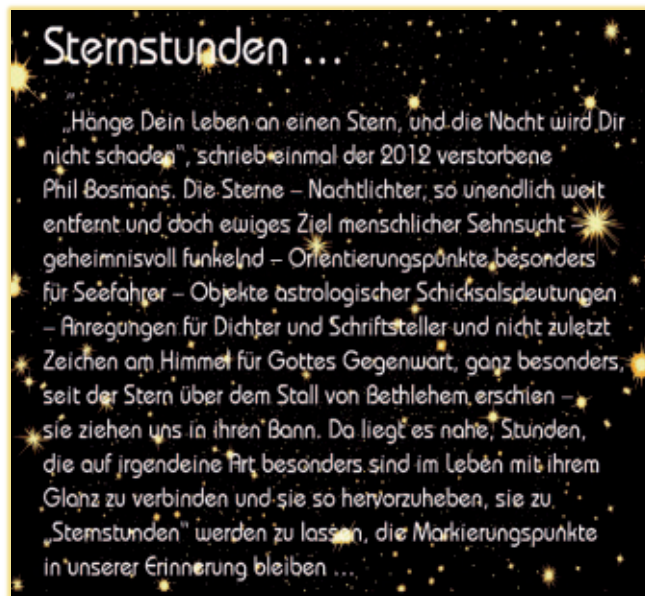 Sternstunden ...
„Hänge Dein Leben an einen Stern, und die Nacht wird Dir
nicht schaden", schrieb einmal der 2012 verstorbene
Phil Bosmans. Die Sterne – Nachtlichter, so unendlich weit
entfernt und doch ewiges Ziel menschlicher Sehnsucht –
geheimnisvoll funkelnd – Orientierungspunkte besonders
für Seefahrer – Objekte astrologischer Schicksalsdeutungen
– Anregungen für Dichter und Schriftsteller und nicht zuletzt
Zeichen am Himmel für Gottes Gegenwart, ganz besonders,
seit der Stern über dem Stall von Bethlehem erschien –
sie ziehen uns in ihren Bann. Da liegt es nahe, Stunden,
die auf irgendeine Art besonders sind im Leben mit ihrem
Glanz zu verbinden und sie so hervorzuheben, sie zu
„Sternstunden" werden zu lassen, die Markierungspunkte
in unserer Erinnerung bleiben ...